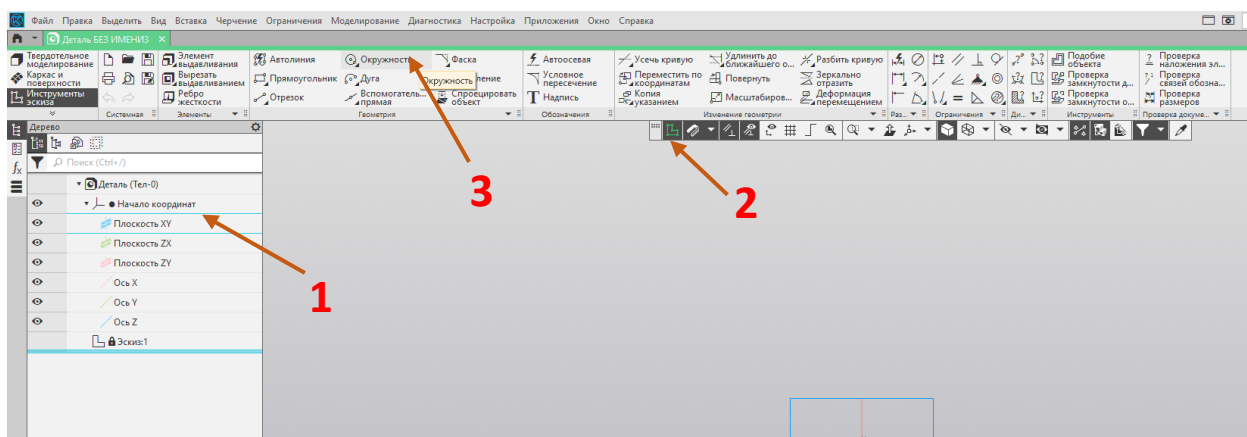 Файл Правка Выделить Вид Вставка Черчение Ограничения Моделирование Диагностика Настройка Приложения Окно Справка
Деталь БЕЗ ИМЕНИ3
Твердотельное моделирование
Элемент выдавливания
Автолиния
Окружность
Фаска
Автоосевая
Усечь кривую
Удлинить до ближайшего о...
Разбить кривую
Подобие объекта
Проверка наложения эл...
Каркас и поверхности
Вырезать выдавливанием
Прямоугольник
Дуга
Окружность
ление
Условное пересечение
Переместить по координатам
Повернуть
Зеркально отразить
Проверка замкнутости д...
Проверка связей обозна...
Инструменты эскиза
Ребро жесткости
Отрезок
Вспомогатель... прямая
Спроецировать объект
Надпись
Копия указанием
Масштабиров...
Деформация перемещением
Проверка замкнутости о...
Проверка размеров
Системная
Элементы
Геометрия
Обозначения
Изменение геометрии
Раз...
Ограничения
Ди...
Инструменты
Проверка докуме...
Дерево
Поиск (Ctrl+/)
Деталь (Тел-0)
Начало координат
Плоскость XY
Плоскость ZX
Плоскость ZY
Ось X
Ось Y
Ось Z
Эскиз:1
3
2
1